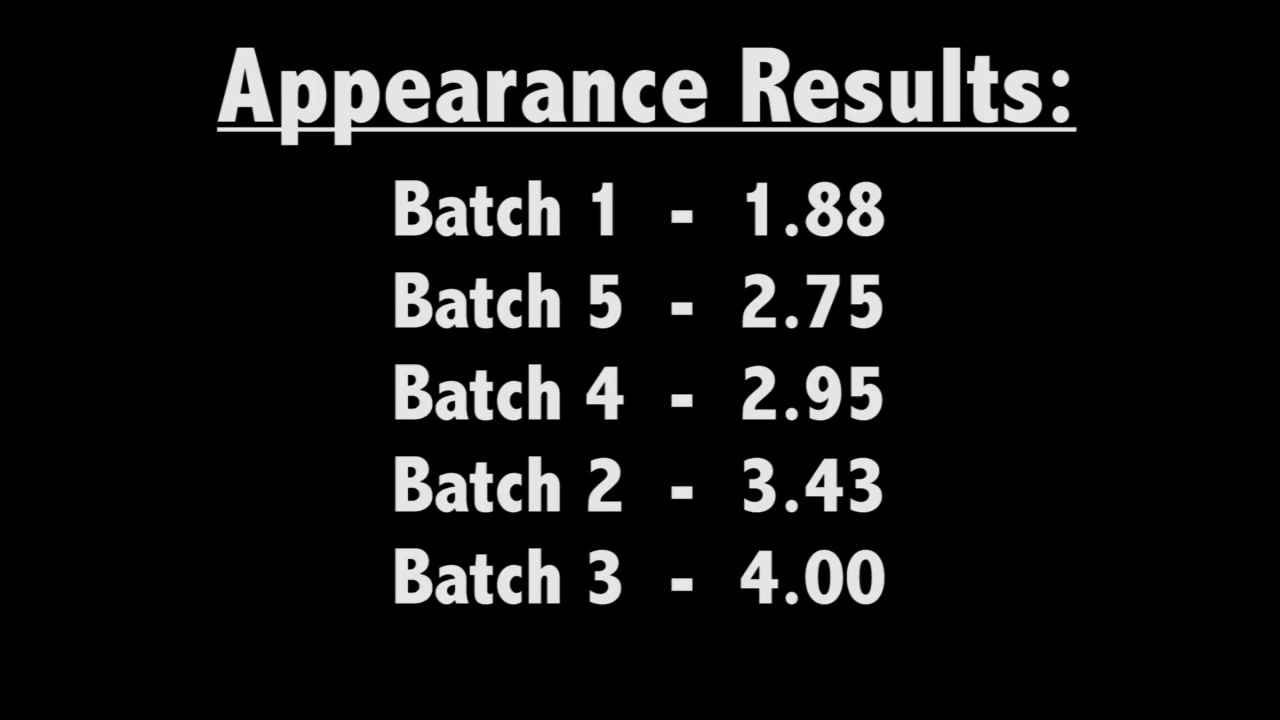 Appearance Results:
Batch 1 - 1.88
Batch 5 - 2.75
Batch 4 - 2.95
Batch 2 - 3.43
Batch 3 - 4.00